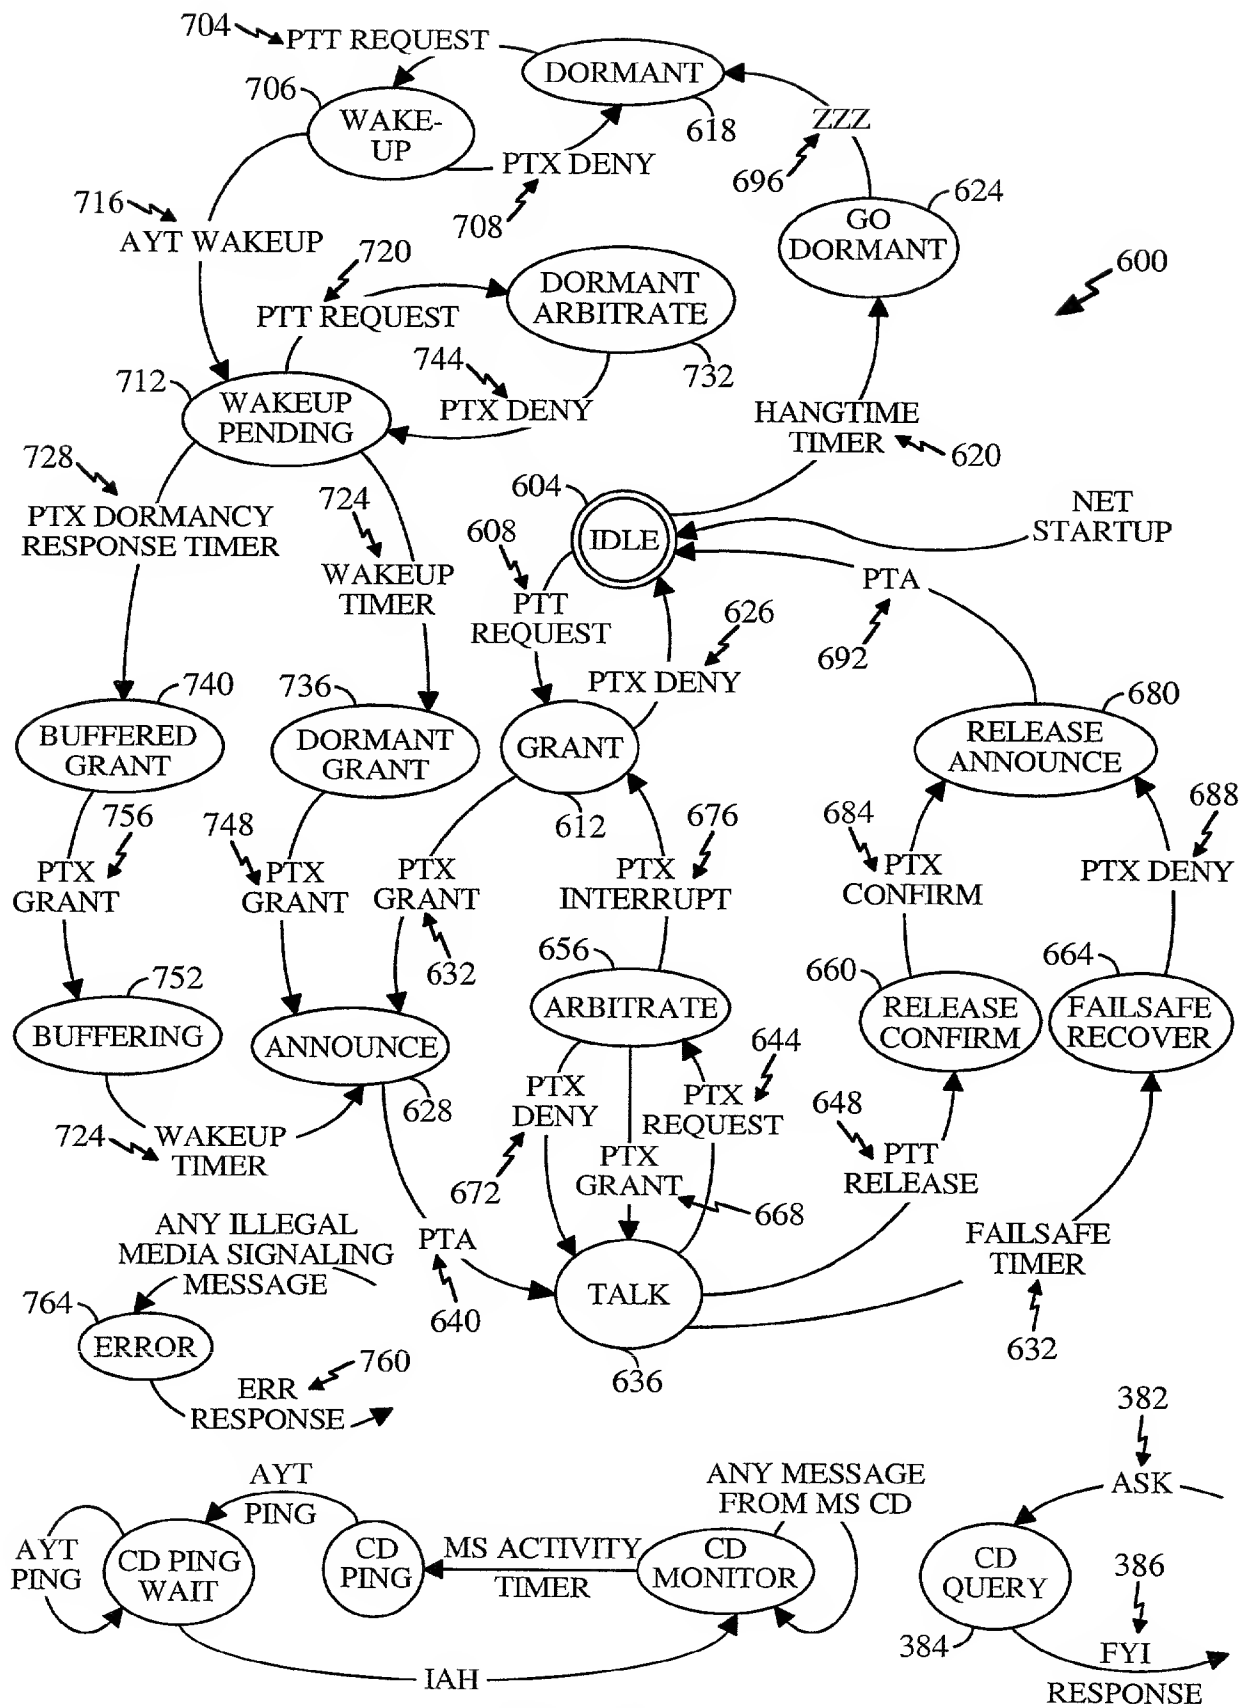 704
PTT REQUEST
DORMANT
618
706
WAKE-
UP
PTX DENY
708
ZZZ
696
GO
DORMANT
624
716
AYT WAKEUP
720
PTT REQUEST
DORMANT
ARBITRATE
732
600
712
WAKEUP
PENDING
744
PTX DENY
HANGTIME
TIMER
620
728
PTX DORMANCY
RESPONSE TIMER
724
WAKEUP
TIMER
604
IDLE
NET
STARTUP
608
PTT
REQUEST
PTA
692
626
PTX DENY
740
BUFFERED
GRANT
736
DORMANT
GRANT
GRANT
612
680
RELEASE
ANNOUNCE
756
PTX
GRANT
748
PTX
GRANT
PTX
GRANT
632
676
PTX
INTERRUPT
684
PTX
CONFIRM
688
PTX DENY
752
BUFFERING
ANNOUNCE
628
656
ARBITRATE
660
RELEASE
CONFIRM
664
FAILSAFE
RECOVER
724
WAKEUP
TIMER
PTX
DENY
672
PTX
GRANT
668
PTX
REQUEST
644
648
PTT
RELEASE
ANY ILLEGAL
MEDIA SIGNALING
MESSAGE
PTA
640
TALK
636
FAILSAFE
TIMER
632
764
ERROR
760
ERR
RESPONSE
382
ASK
AYT
PING
AYT
PING
CD PING
WAIT
CD
PING
MS ACTIVITY
TIMER
CD
MONITOR
ANY MESSAGE
FROM MS CD
IAH
CD
QUERY
384
386
FYI
RESPONSE